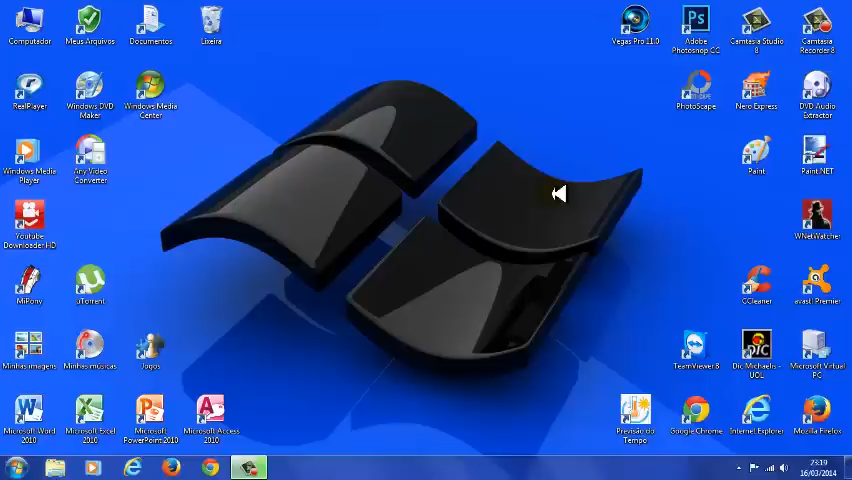 Computador
Meus Arquivos
Documentos
Lixeira
Vegas Pro 11.0
Adobe
Photoshop CC
Camtasia Studio
8
Camtasia
Recorder 8
RealPlayer
Windows DVD
Maker
Windows Media
Center
PhotoScape
Nero Express
DVD Audio
Extractor
Windows Media
Player
Any Video
Converter
Paint
Paint.NET
Youtube
Downloader HD
WNetWatcher
MiPony
uTorrent
CCleaner
avast! Premier
Minhas imagens
Minhas músicas
Jogos
TeamViewer 8
DIC
Dic Michaelis -
UOL
Microsoft Virtual
PC
Microsoft Word
2010
Microsoft Excel
2010
Microsoft
PowerPoint 2010
Microsoft Access
2010
Previsão do
Tempo
Google Chrome
Internet Explorer
Mozilla Firefox
23:19
16/03/2014